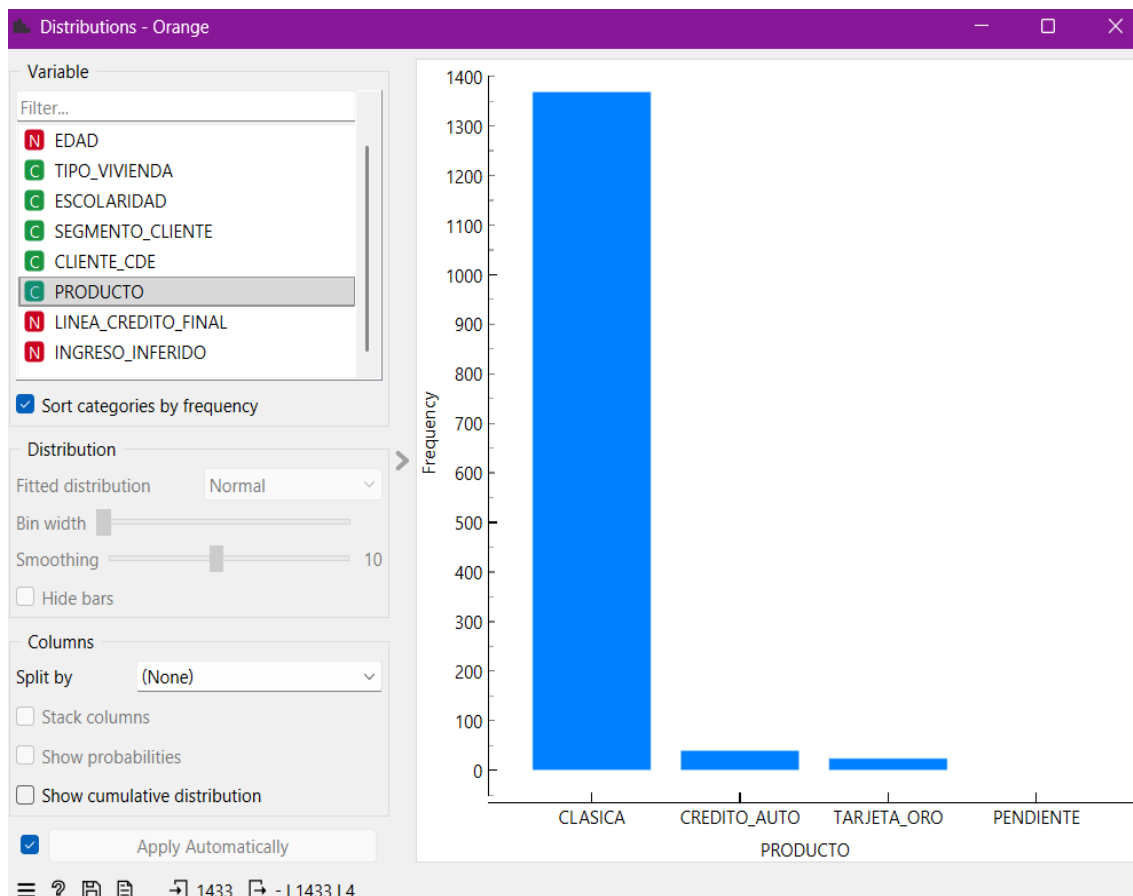 Distributions - Orange
Variable
Filter...
N EDAD
C TIPO_VIVIENDA
C ESCOLARIDAD
C SEGMENTO_CLIENTE
C CLIENTE_CDE
C PRODUCTO
N LINEA_CREDITO_FINAL
N INGRESO_INFERIDO
Sort categories by frequency
Distribution
Fitted distribution Normal
Bin width
Smoothing 10
Hide bars
Columns
Split by (None)
Stack columns
Show probabilities
Show cumulative distribution
Apply Automatically
1433 - | 1433 | 4
1400
1300
1200
1100
1000
900
800
700
600
500
400
300
200
100
0
Frequency
CLASICA CREDITO_AUTO TARJETA_ORO PENDIENTE
PRODUCTO